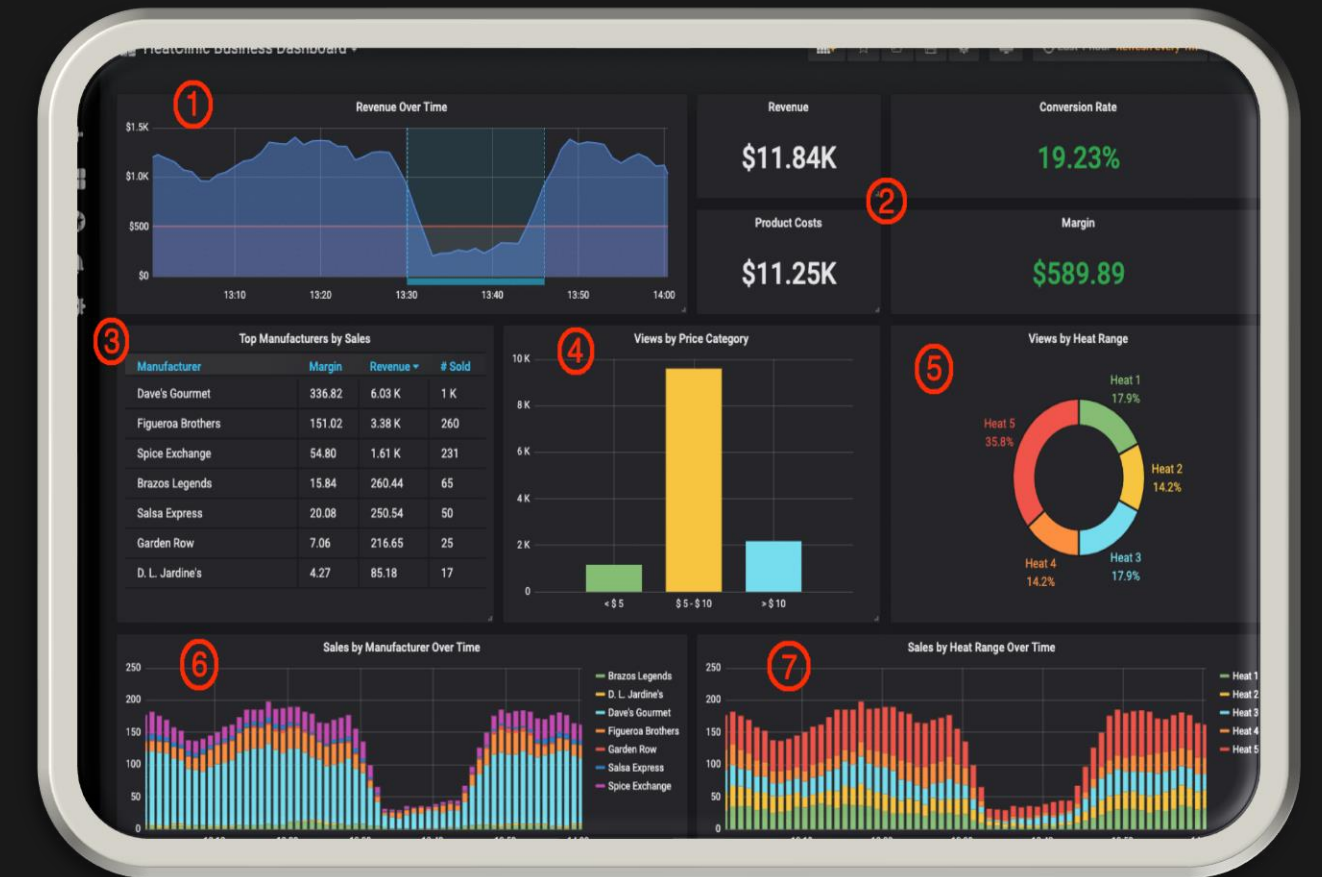 HeatClinic Business Dashboard
1
Revenue Over Time
$1.5K
$1.0K
$500
$0
13:10 13:20 13:30 13:40 13:50 14:00
Revenue
$11.84K
Conversion Rate
19.23%
2
Product Costs
$11.25K
Margin
$589.89
3
Top Manufacturers by Sales
Manufacturer Margin Revenue # Sold
Dave's Gourmet 336.82 6.03 K 1 K
Figueroa Brothers 151.02 3.38 K 260
Spice Exchange 54.80 1.61 K 231
Brazos Legends 15.84 260.44 65
Salsa Express 20.08 250.54 50
Garden Row 7.06 216.65 25
D. L. Jardine's 4.27 85.18 17
4
Views by Price Category
10 K
8 K
6 K
4 K
2 K
0
< $ 5 $ 5 - $ 10 > $ 10
5
Views by Heat Range
Heat 1
17.9%
Heat 2
14.2%
Heat 3
17.9%
Heat 4
14.2%
Heat 5
35.8%
6
Sales by Manufacturer Over Time
250
200
150
100
50
0
Brazos Legends
D. L. Jardine's
Dave's Gourmet
Figueroa Brothers
Garden Row
Salsa Express
Spice Exchange
7
Sales by Heat Range Over Time
250
200
150
100
50
0
Heat 1
Heat 2
Heat 3
Heat 4
Heat 5